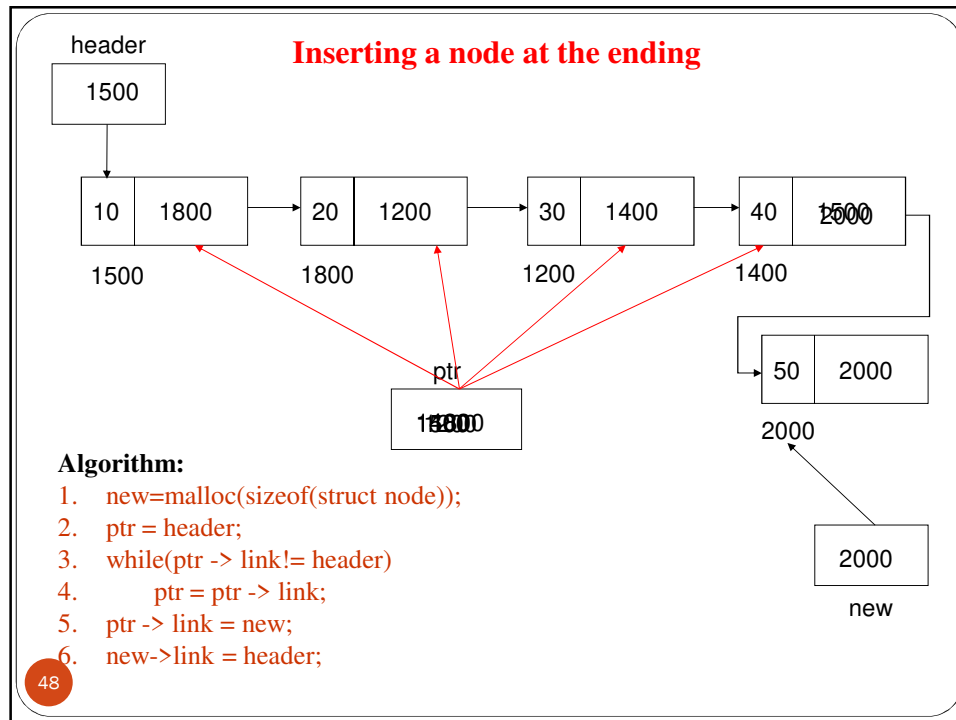 header
Inserting a node at the ending
1500
10 1800 20 1200 30 1400 40 1500 2000
1500 1800 1200 1400
ptr
50 2000
2000
Algorithm:
1. new=malloc(sizeof(struct node));
2. ptr = header;
3. while(ptr -> link!= header)
4. ptr = ptr -> link;
5. ptr -> link = new;
6. new->link = header;
2000
new
48